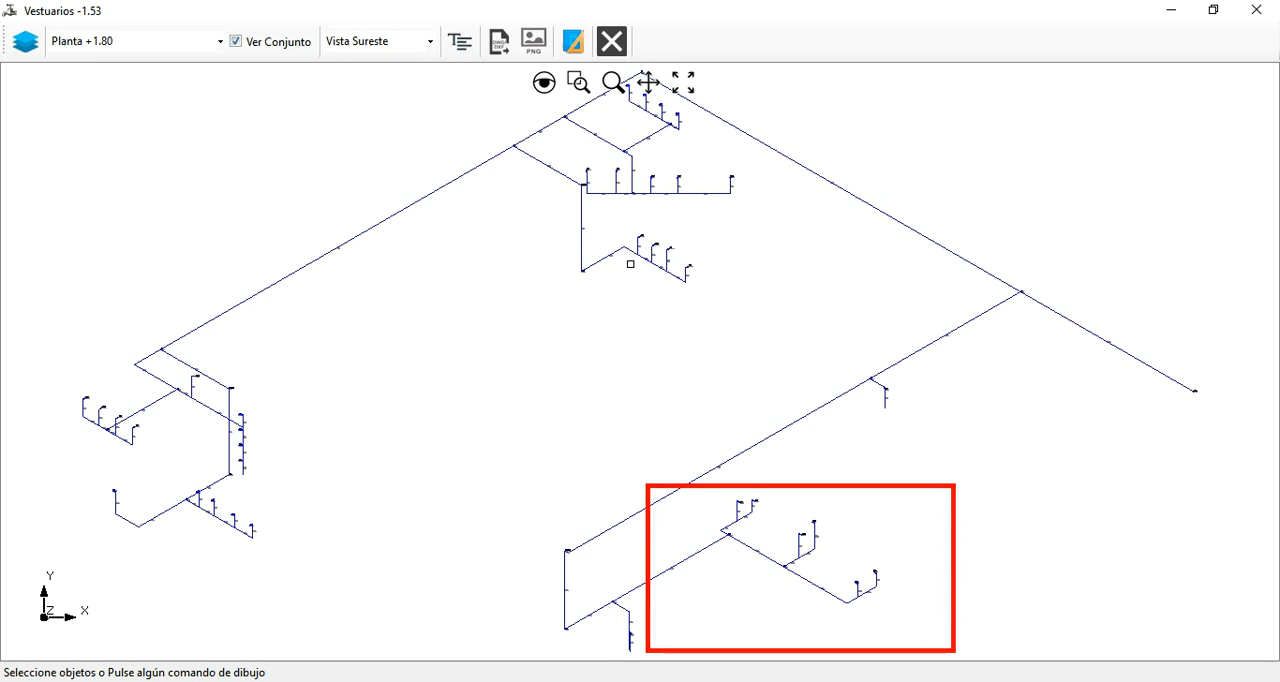 Vestuarios -1.53
Planta +1.80
Ver Conjunto
Vista Sureste
DWG DXF
PNG
Y
Z
X
Seleccione objetos o Pulse algún comando de dibujo